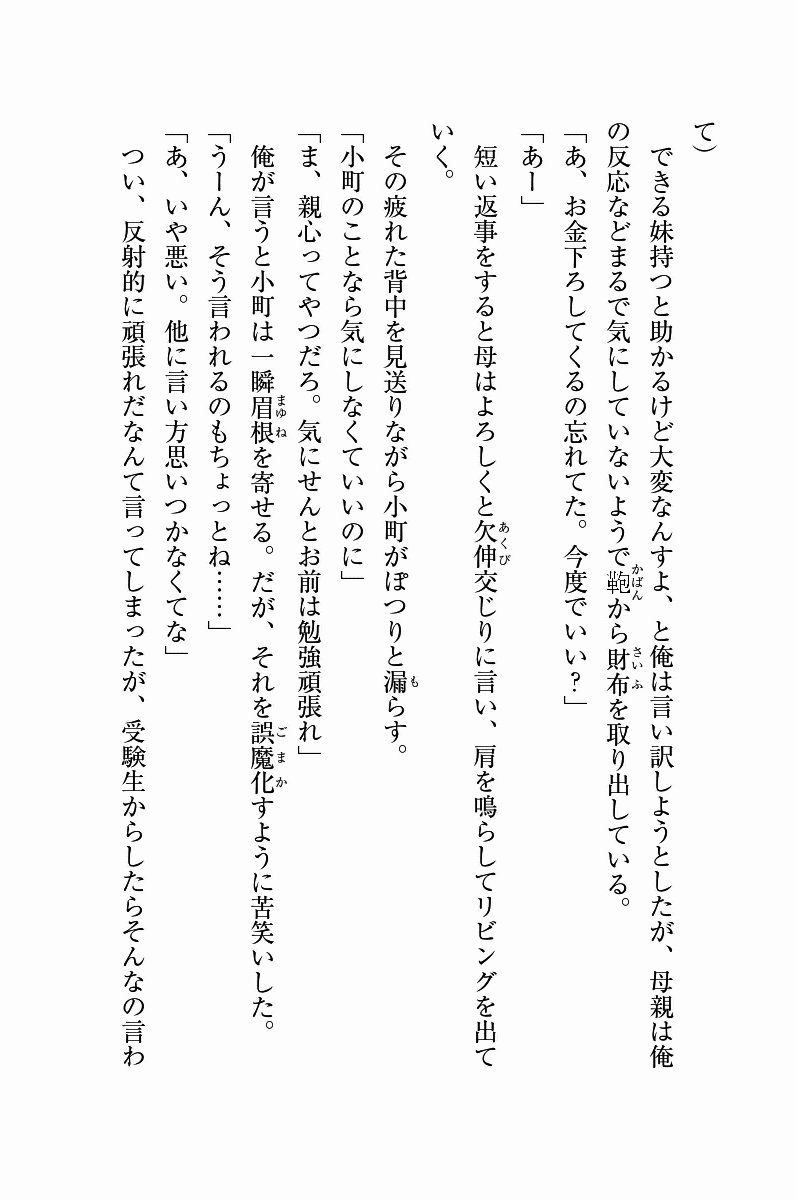 て）
　できる妹持つと助かるけど大変なんすよ、と俺は言い訳しようとしたが、母親は俺
の反応などまるで気にしていないようで鞄から財布を取り出している。
「あ、お金下ろしてくるの忘れてた。今度でいい？」
「あー」
　短い返事をすると母はよろしくと欠伸交じりに言い、肩を鳴らしてリビングを出て
いく。
　その疲れた背中を見送りながら小町がぽつりと漏らす。
「小町のことなら気にしなくていいのに」
「ま、親心ってやつだろ。気にせんとお前は勉強頑張れ」
　俺が言うと小町は一瞬眉根を寄せる。だが、それを誤魔化すように苦笑いした。
「うーん、そう言われるのもちょっとね……」
「あ、いや悪い。他に言い方思いつかなくてな」
　つい、反射的に頑張れだなんて言ってしまったが、受験生からしたらそんなの言わ